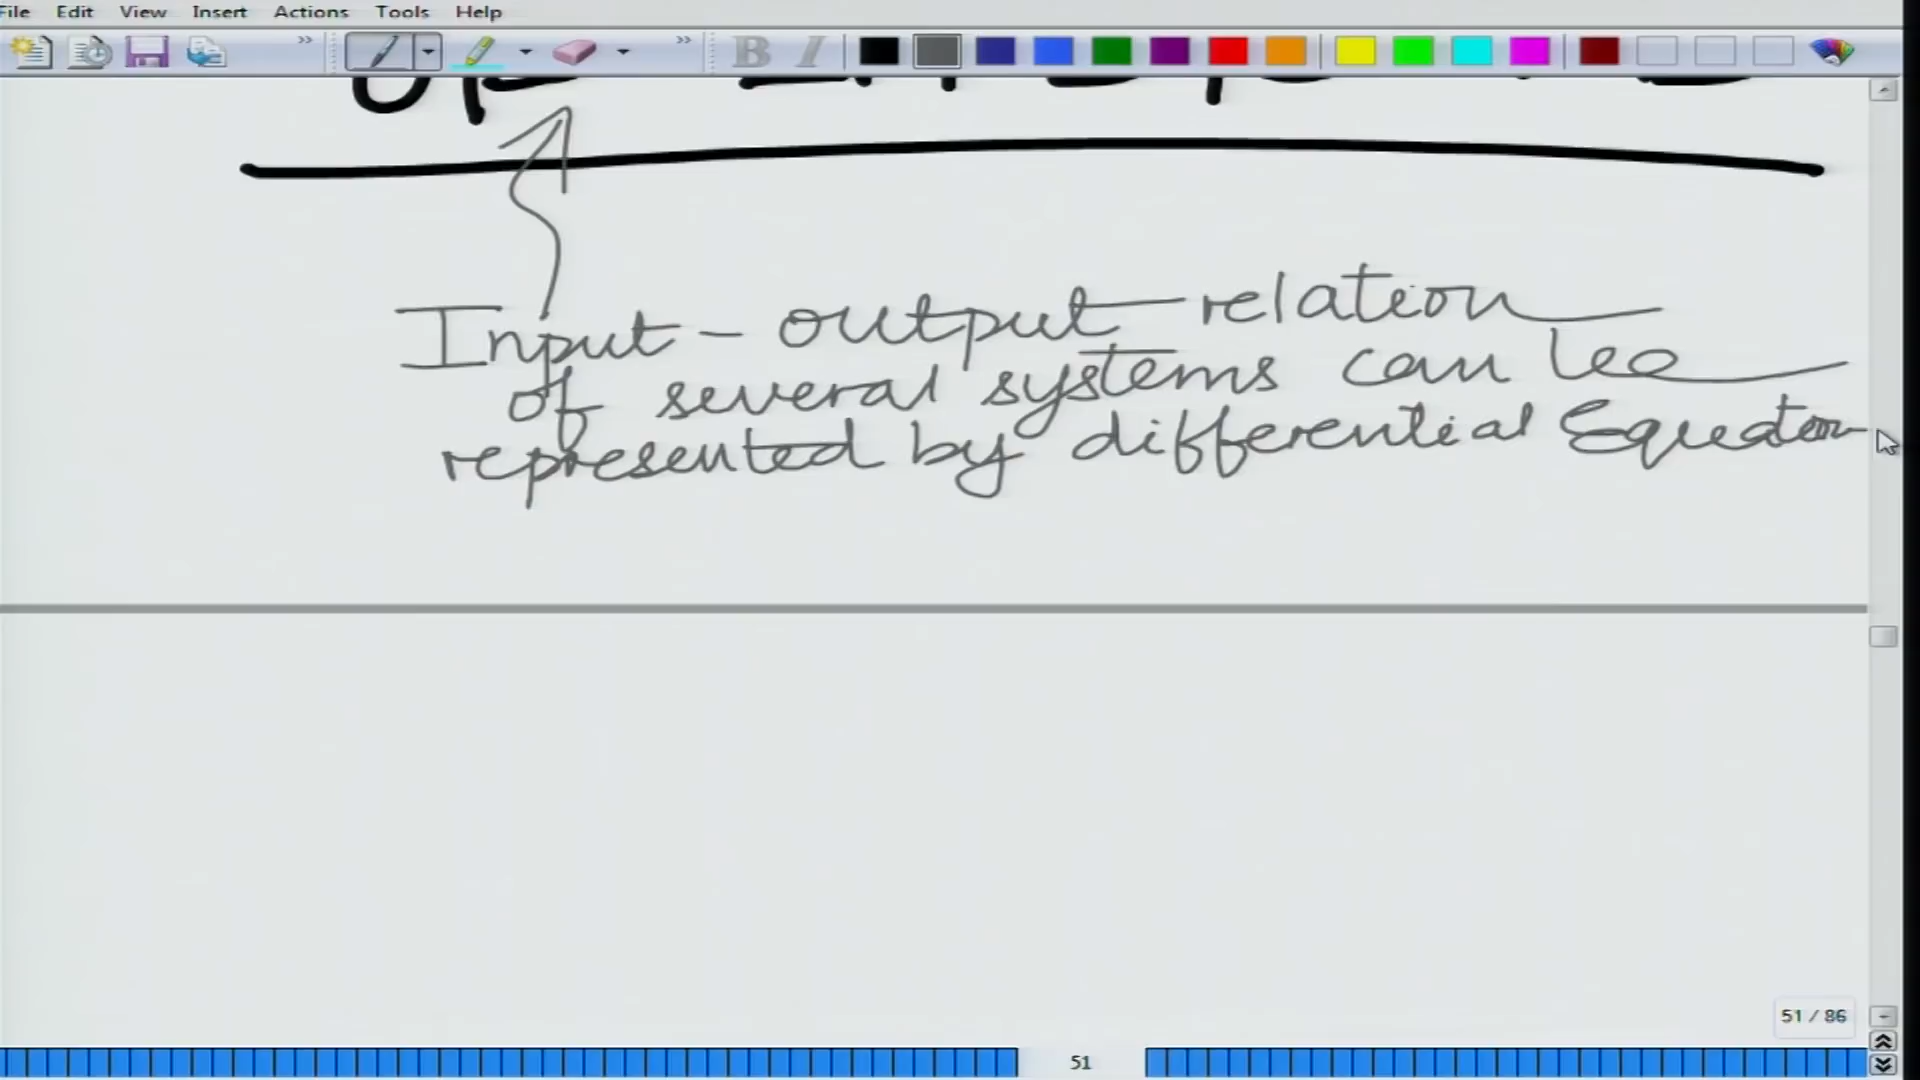 File Edit View Insert Actions Tools Help
B I
Input - output relation
of several systems can be
represented by differential Equation
51 / 86
51